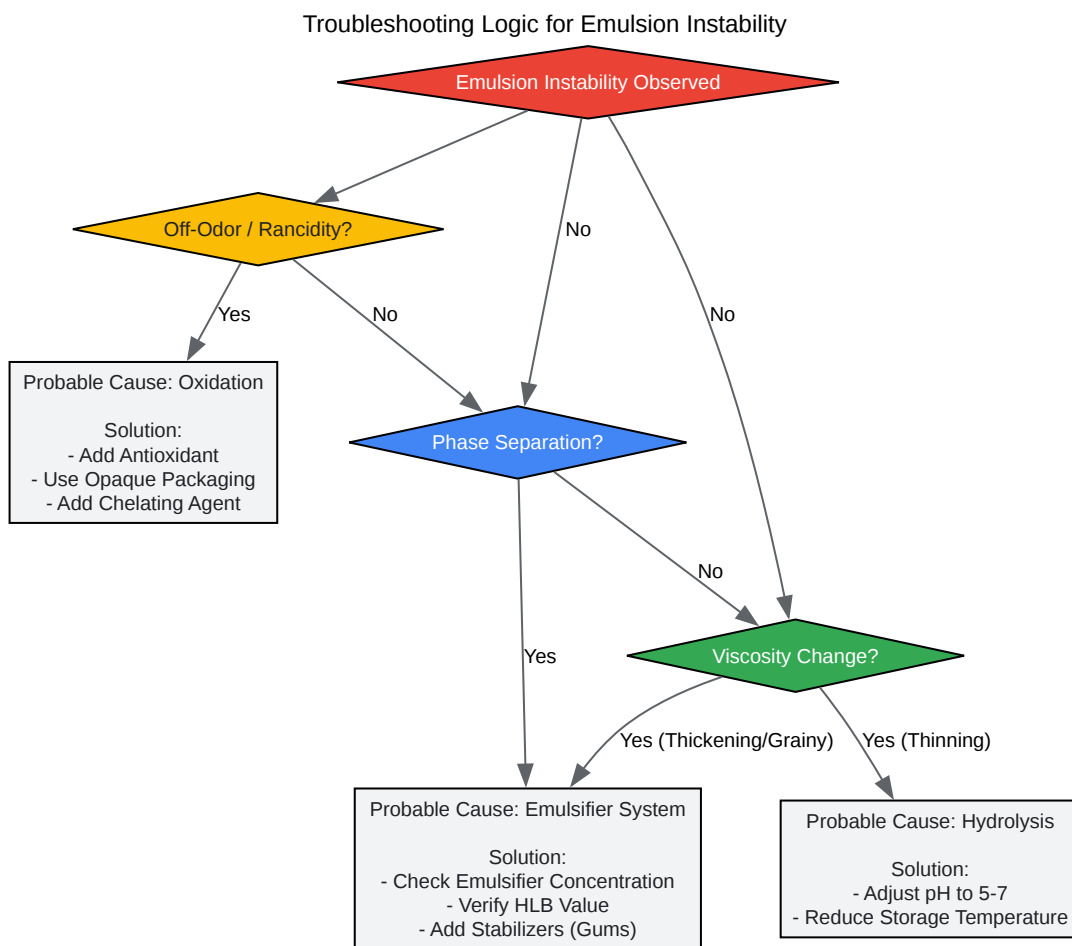 Troubleshooting Logic for Emulsion Instability
Emulsion Instability Observed
Off-Odor / Rancidity?
No
Yes
No
No
Probable Cause: Oxidation
Solution:
- Add Antioxidant
- Use Opaque Packaging
- Add Chelating Agent
Phase Separation?
No
Yes
Viscosity Change?
Yes (Thickening/Grainy)
Yes (Thinning)
Probable Cause: Emulsifier System
Solution:
- Check Emulsifier Concentration
- Verify HLB Value
- Add Stabilizers (Gums)
Probable Cause: Hydrolysis
Solution:
- Adjust pH to 5-7
- Reduce Storage Temperature